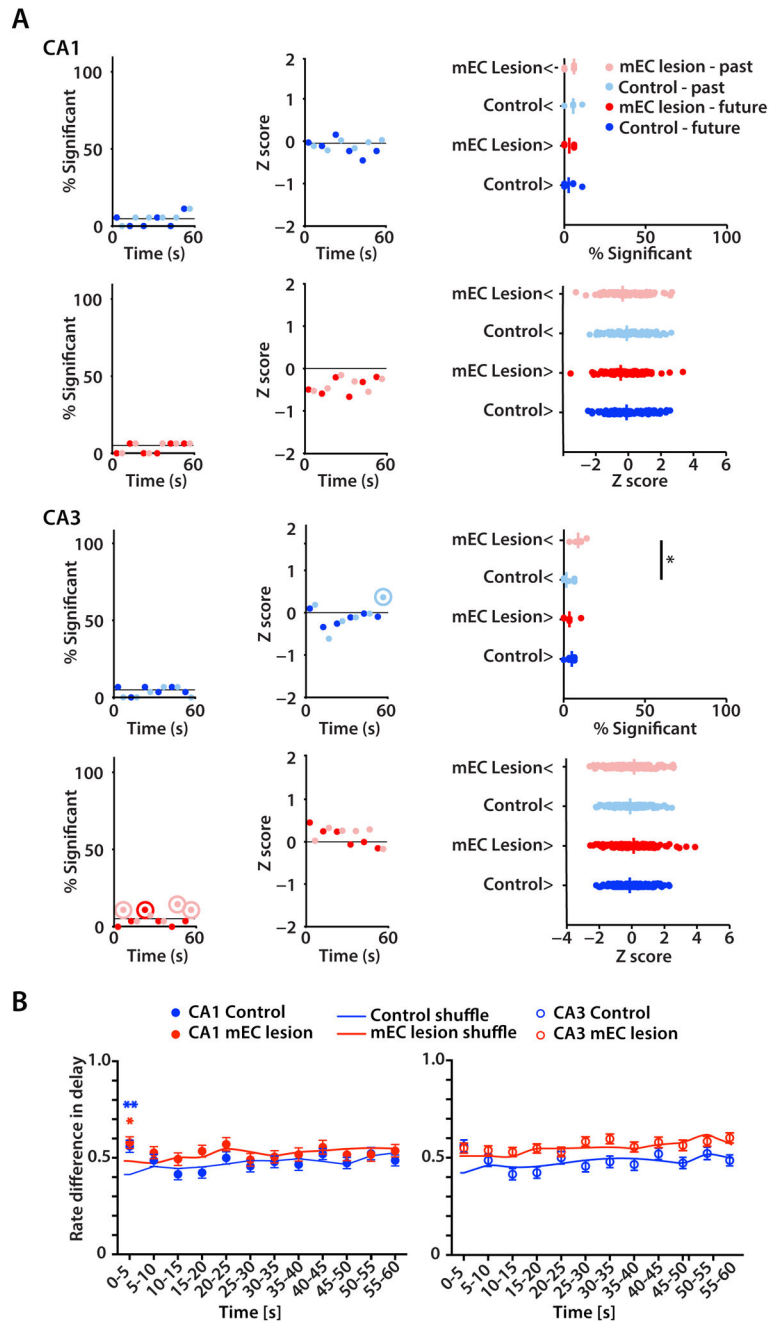 A
CA1
% Significant
100
50
0
0
60
Time (s)
Z score
2
1
0
−1
−2
0
60
Time (s)
mEC Lesion<
Control<
mEC Lesion>
Control>
0
50
100
% Significant
mEC lesion - past
Control - past
mEC lesion - future
Control - future
% Significant
100
50
0
0
60
Time (s)
Z score
2
1
0
−1
−2
0
60
Time (s)
mEC Lesion<
Control<
mEC Lesion>
Control>
−2
0
2
4
6
Z score
CA3
% Significant
100
50
0
0
60
Time (s)
Z score
2
1
0
−1
−2
0
60
Time (s)
mEC Lesion<
Control<
mEC Lesion>
Control>
*
0
50
100
% Significant
% Significant
100
50
0
0
60
Time (s)
Z score
2
1
0
−1
−2
0
60
Time (s)
mEC Lesion<
Control<
mEC Lesion>
Control>
−4
−2
0
2
4
6
Z score
B
CA1 Control
CA1 mEC lesion
Control shuffle
mEC lesion shuffle
CA3 Control
CA3 mEC lesion
Rate difference in delay
1.0
0.5
0
**
*
0-5
5-10
10-15
15-20
20-25
25-30
30-35
35-40
40-45
45-50
50-55
55-60
Time [s]
1.0
0.5
0
0-5
5-10
10-15
15-20
20-25
25-30
30-35
35-40
40-45
45-50
50-55
55-60
Time [s]